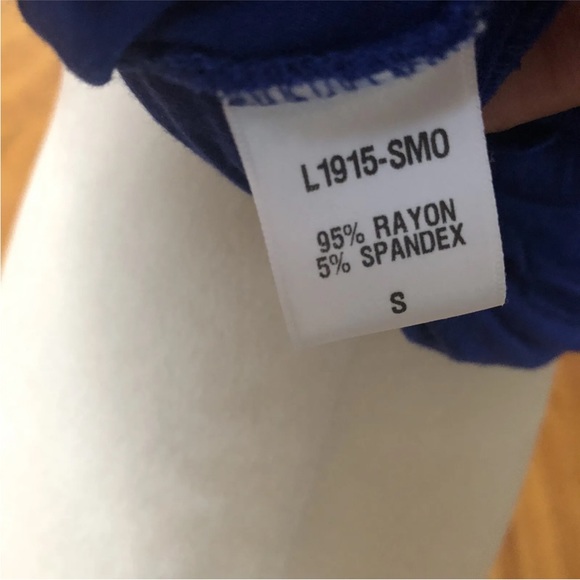 L1915-SMO
95% RAYON
5% SPANDEX
S